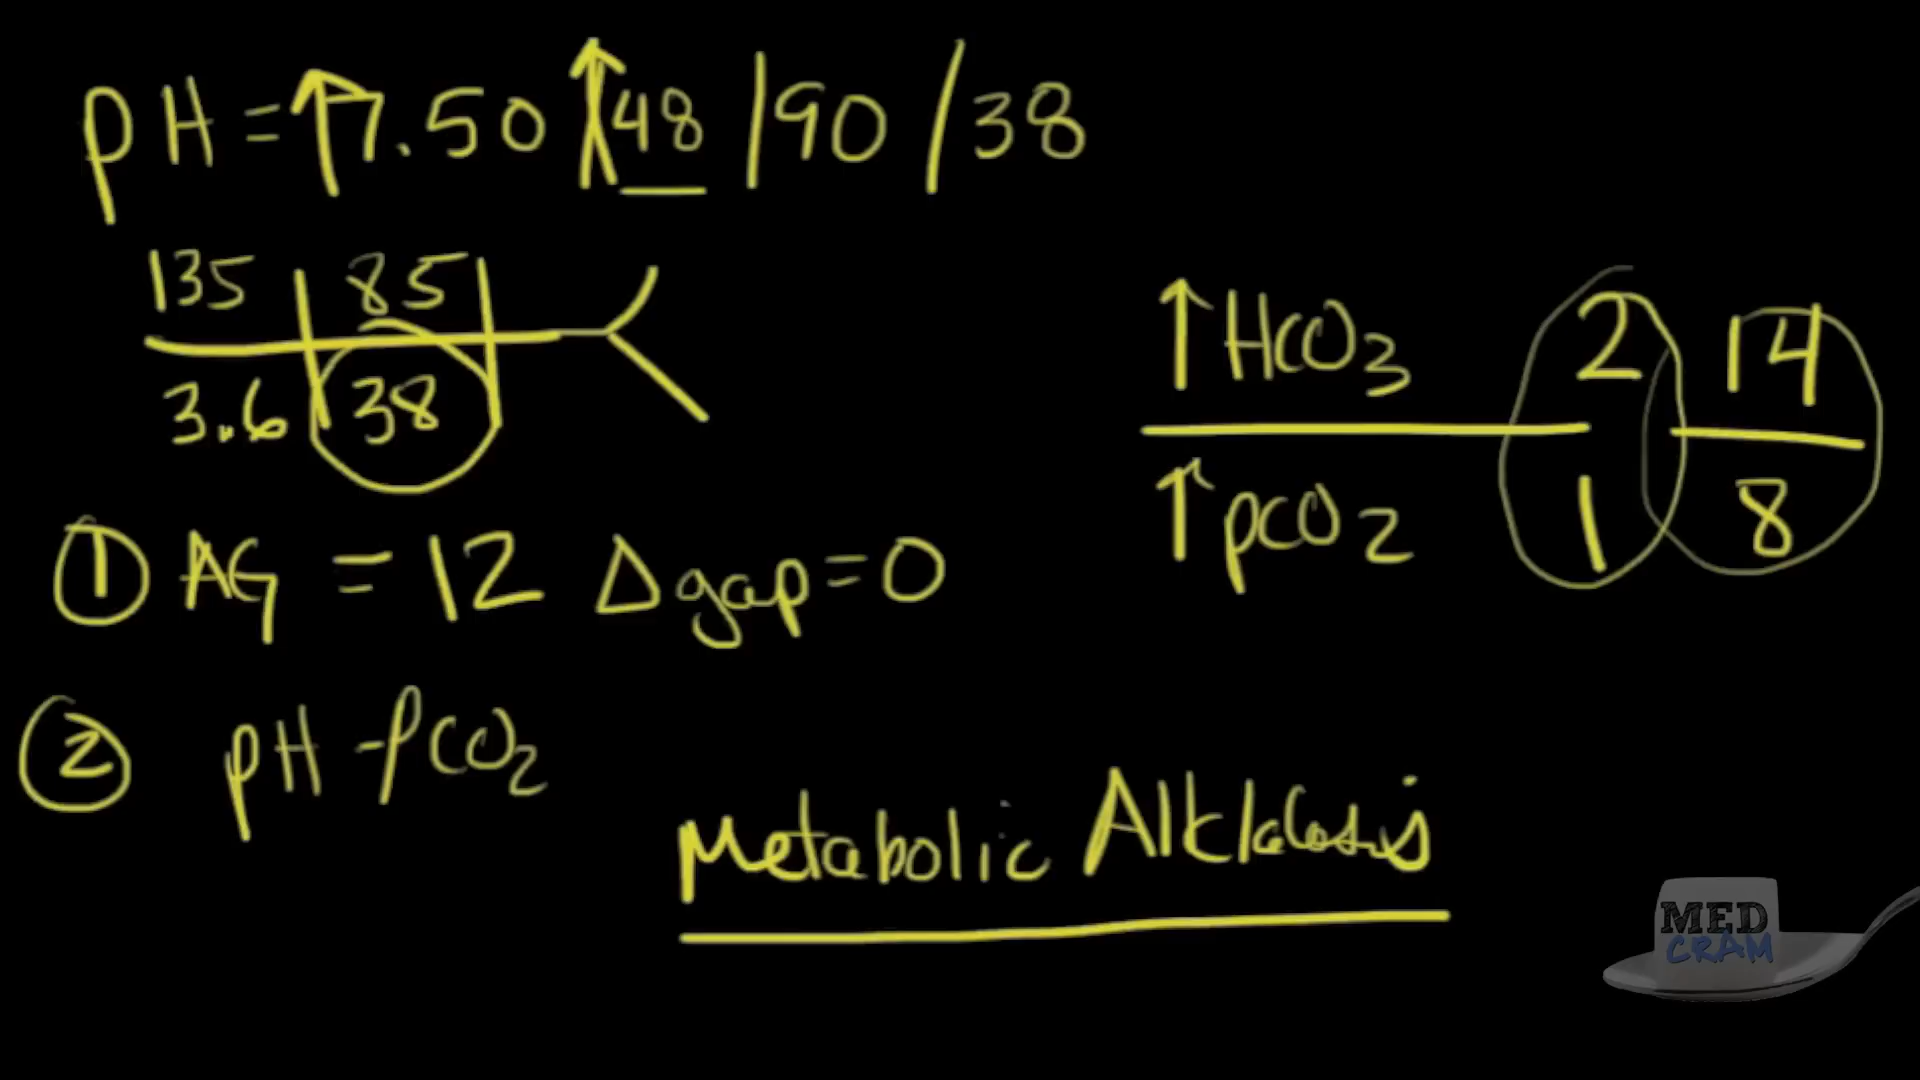 pH = ↑7.50 ↑/48/90/38
135 | 85
3.6 | 38
↑HCO3 2 14
↑pCO2 1 8
① AG = 12 Δgap=0
② pH - pCO2
Metabolic Alklalosis
MED
CRAM